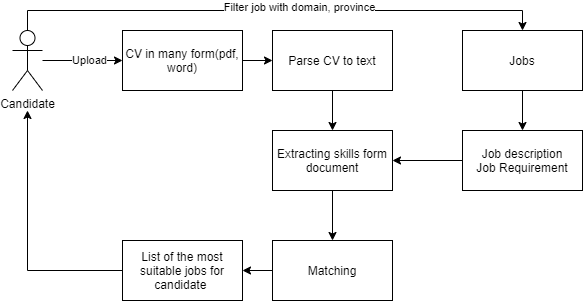 Filter job with domain, province
Upload
CV in many form(pdf,
word)
Parse CV to text
Jobs
Candidate
Extracting skills form
document
Job description
Job Requirement
List of the most
suitable jobs for
candidate
Matching